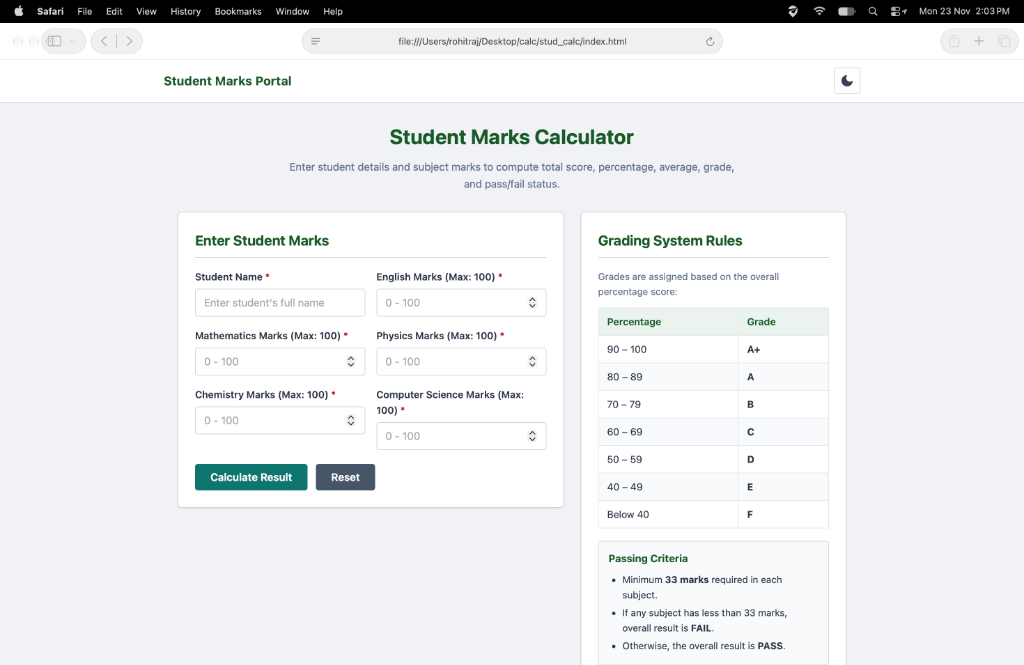 Safari File Edit View History Bookmarks Window Help Mon 23 Nov 2:03 PM
file:///Users/rohitraj/Desktop/calc/stud_calc/index.html
Student Marks Portal
Student Marks Calculator
Enter student details and subject marks to compute total score, percentage, average, grade,
and pass/fail status.
Enter Student Marks
Student Name *
Enter student's full name
English Marks (Max: 100) *
0 - 100
Mathematics Marks (Max: 100) *
0 - 100
Physics Marks (Max: 100) *
0 - 100
Chemistry Marks (Max: 100) *
0 - 100
Computer Science Marks (Max:
100) *
0 - 100
Calculate Result
Reset
Grading System Rules
Grades are assigned based on the overall
percentage score:
Percentage Grade
90 – 100 A+
80 – 89 A
70 – 79 B
60 – 69 C
50 – 59 D
40 – 49 E
Below 40 F
Passing Criteria
• Minimum 33 marks required in each
subject.
• If any subject has less than 33 marks,
overall result is FAIL.
• Otherwise, the overall result is PASS.